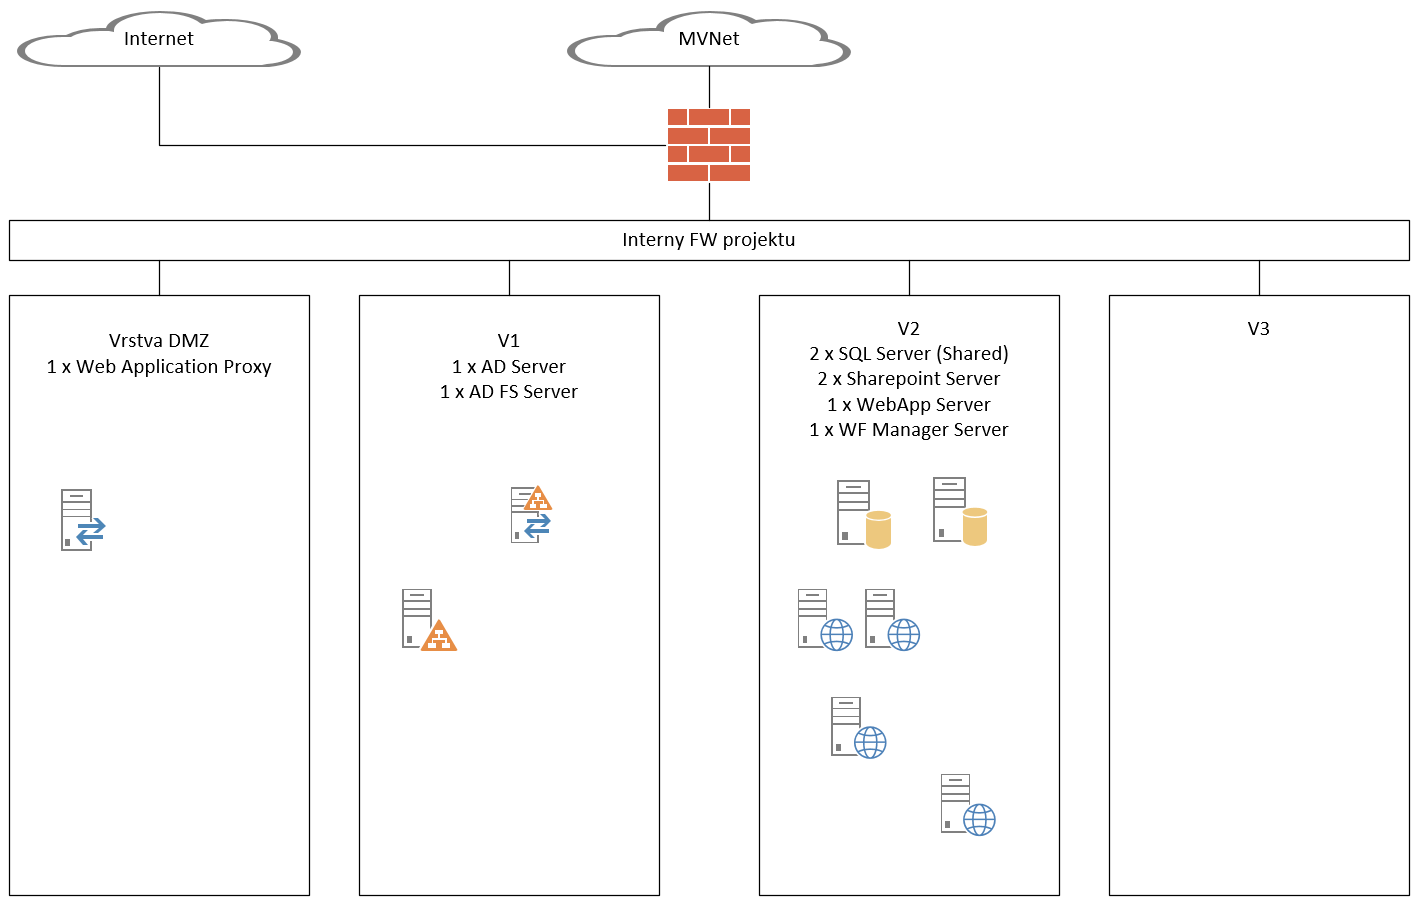 Internet
MVNet
Interny FW projektu
Vrstva DMZ
1 x Web Application Proxy
V1
1 x AD Server
1 x AD FS Server
V2
2 x SQL Server (Shared)
2 x Sharepoint Server
1 x WebApp Server
1 x WF Manager Server
V3